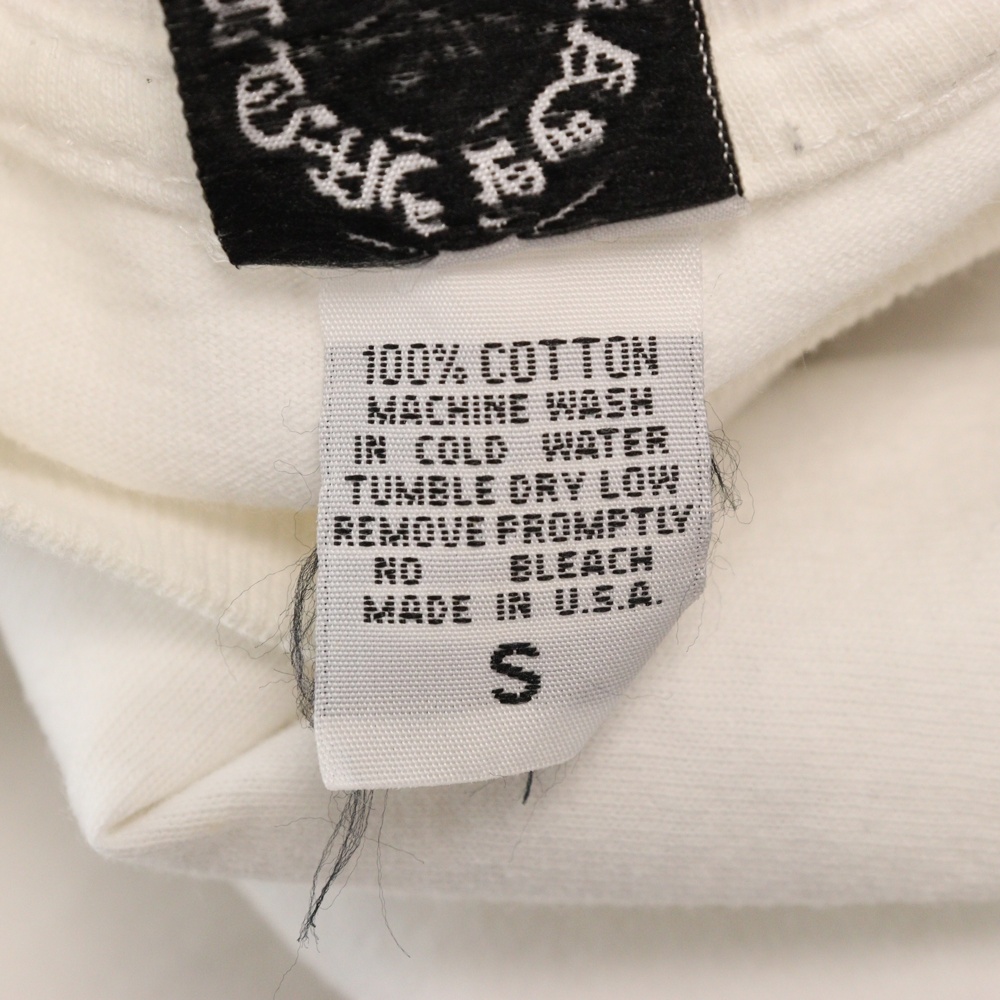 100% COTTON
MACHINE WASH
IN COLD WATER
TUMBLE DRY LOW
REMOVE PROMPTLY
NO BLEACH
MADE IN U.S.A.
S